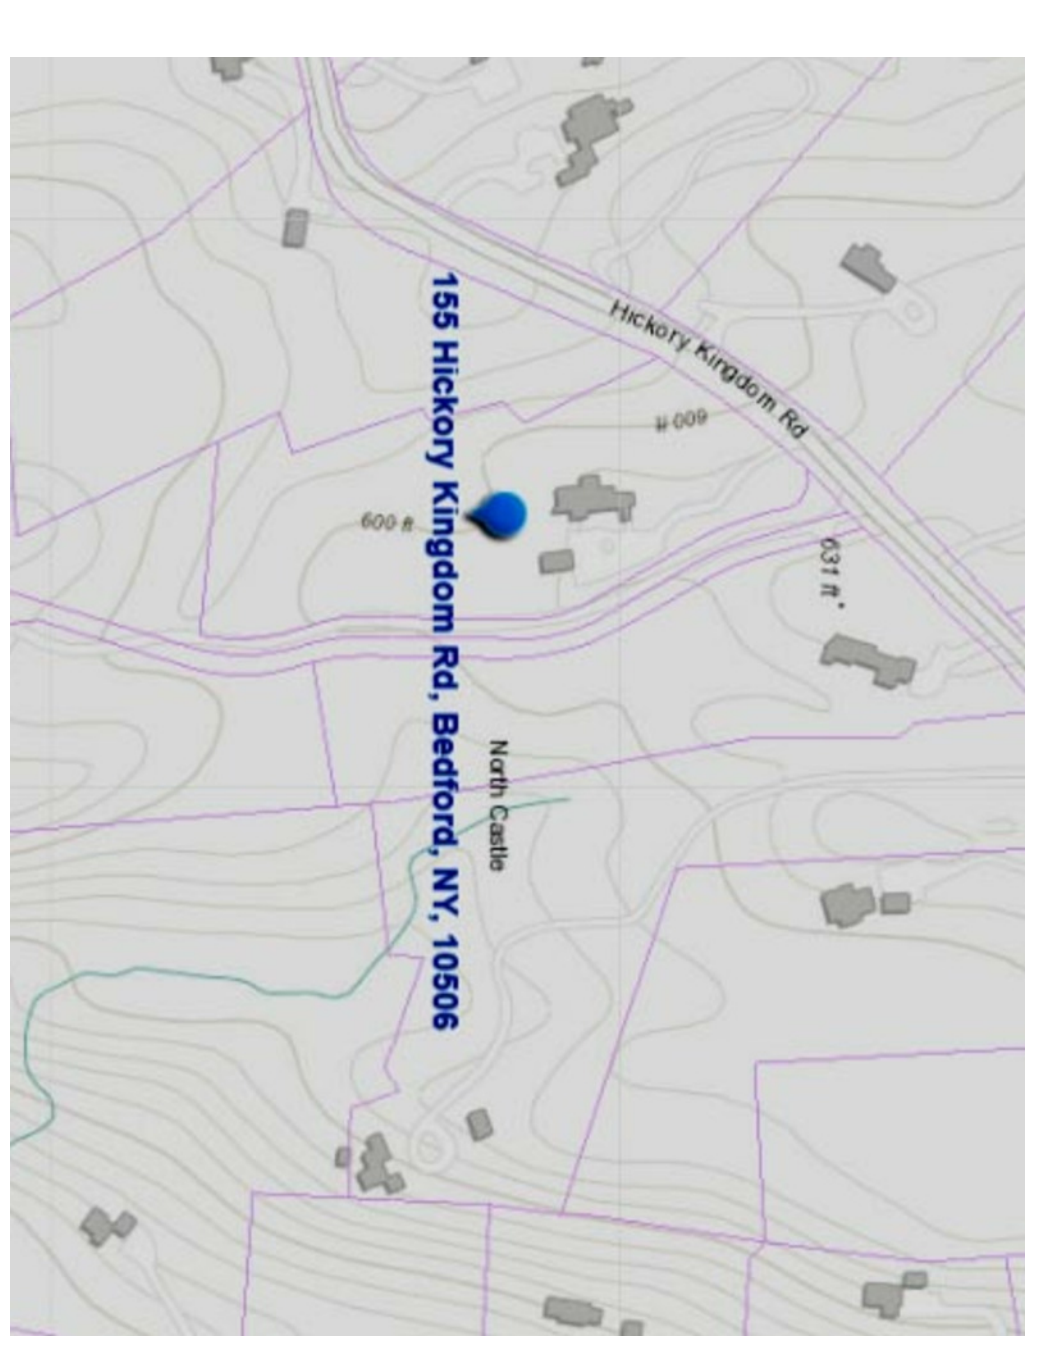 Hickory Kingdom Rd
155 Hickory Kingdom Rd, Bedford, NY, 10506
600 ft
600 ft
631 ft
North Castle